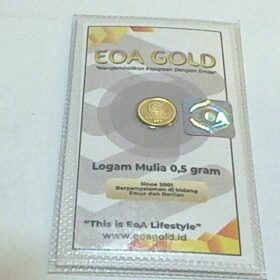 EOA GOLD
"Mengembalikan Kejayaan Dengan Emas"
Logam Mulia 0,5 gram
Since 2001
Berpengalaman di bidang
Emas dan Berlian
"This is EoA Lifestyle"
www.eoagold.id